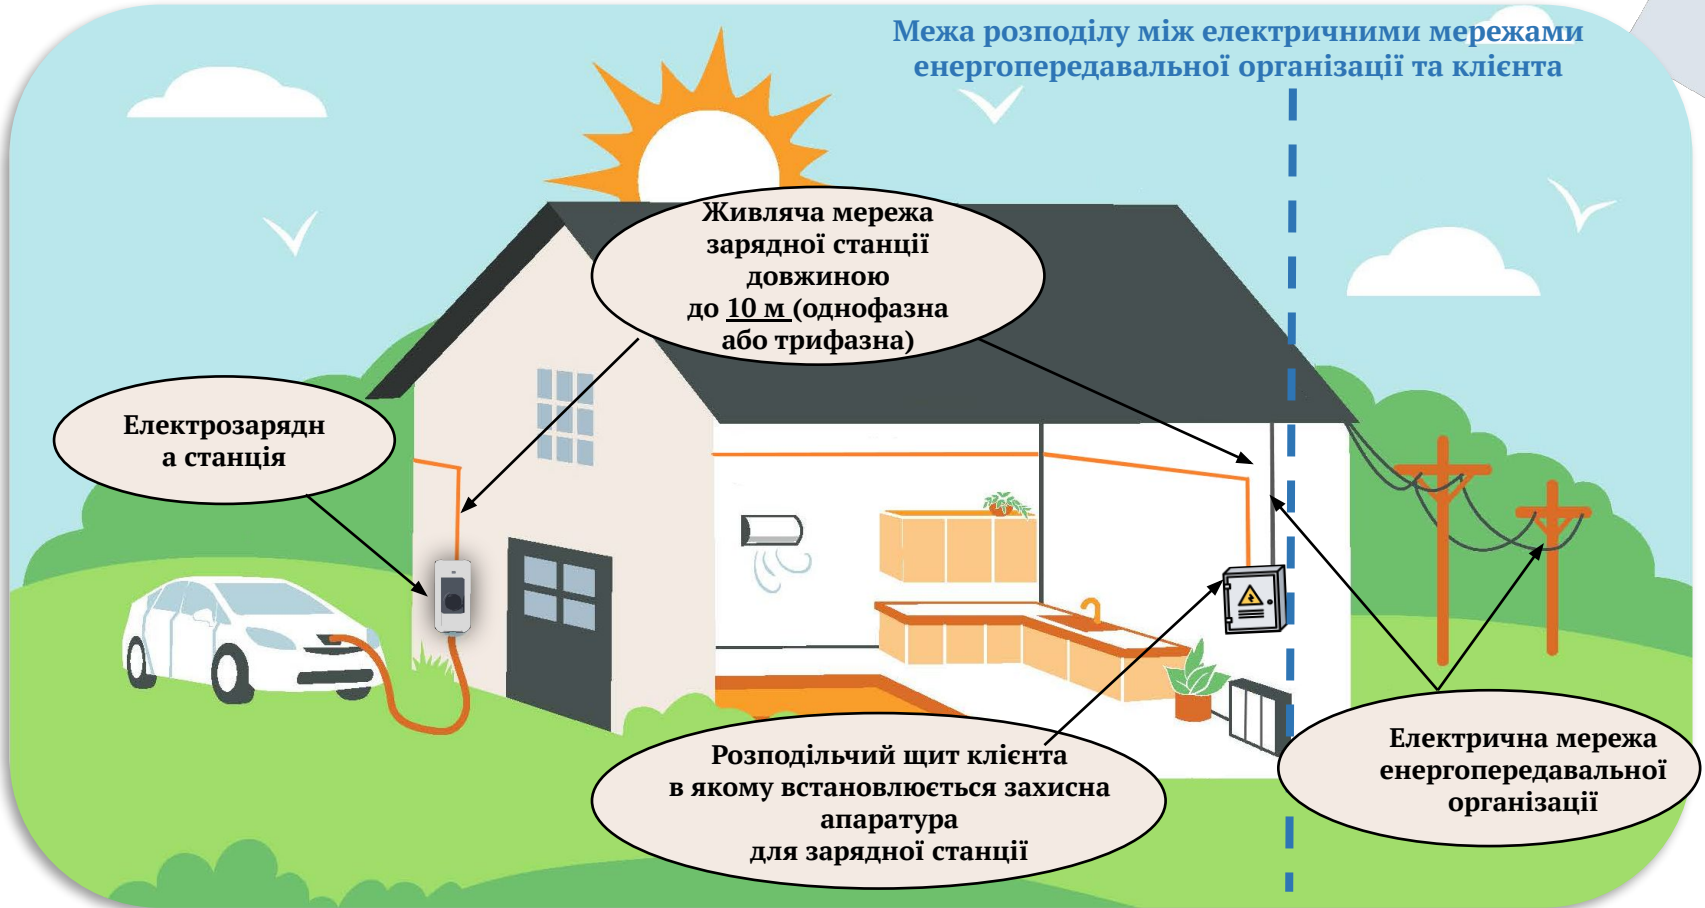 Межа розподілу між електричними мережами
енергопередавальної організації та клієнта
Живляча мережа
зарядної станції
довжиною
до 10 м (однофазна
або трифазна)
Електрозарядн
а станція
Розподільчий щит клієнта
в якому встановлюється захисна
апаратура
для зарядної станції
Електрична мережа
енергопередавальної
організації